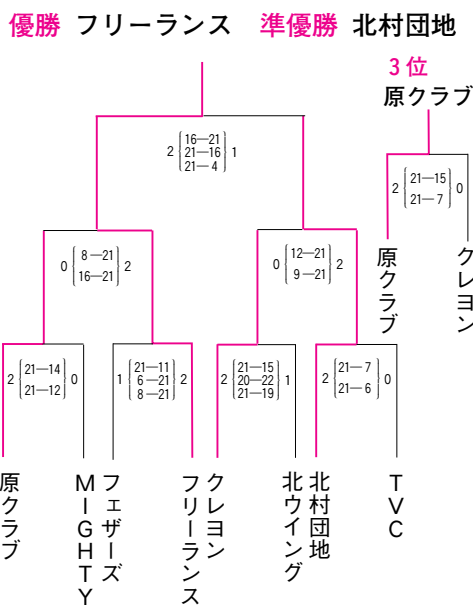 優勝 フリーランス 準優勝 北村団地
3位
原クラブ
2 16―21 1
21―16
21― 4
2 21―15 0
21― 7
原クラブ
クレヨン
0 8―21 2
16―21
0 12―21 2
9―21
2 21―14 0
21―12
1 21―11 2
6―21
8―21
2 21―15 1
20―22
21―19
2 21― 7 0
21― 6
原クラブ
MIGHTY
フェザーズ
フリーランス
クレヨン
北ウイング
北村団地
TVC